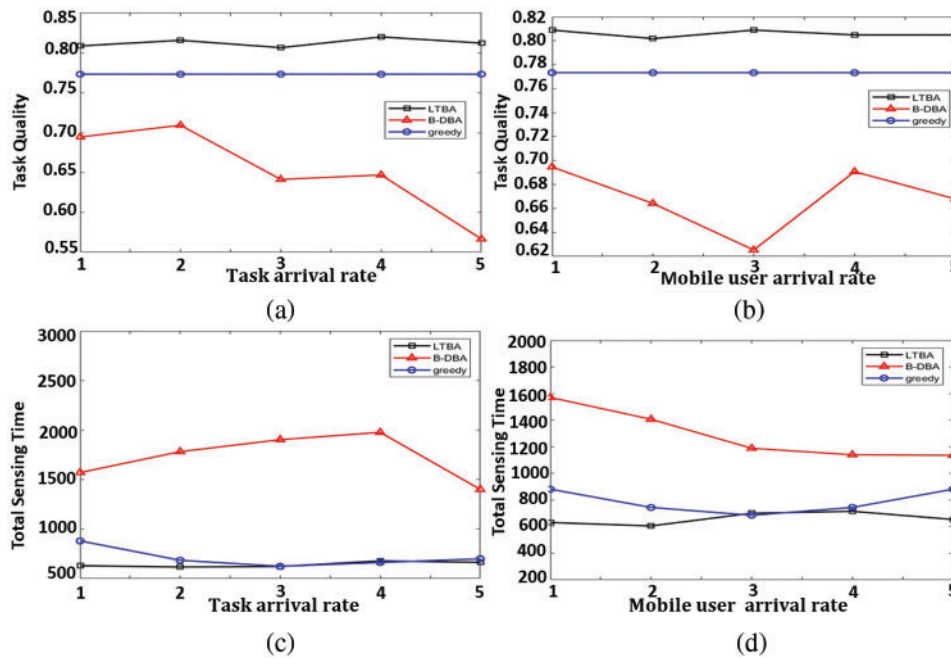 0.85
0.80
0.75
0.70
0.65
0.60
0.55
Task Quality
LTBA
B-DBA
greedy
1 2 3 4 5
Task arrival rate
(a)
0.82
0.80
0.78
0.76
0.74
0.72
0.70
0.68
0.66
0.64
0.62
Task Quality
LTBA
B-DBA
greedy
1 2 3 4 5
Mobile user arrival rate
(b)
3000
2500
2000
1500
1000
500
Total Sensing Time
LTBA
B-DBA
greedy
1 2 3 4 5
Task arrival rate
(c)
2000
1800
1600
1400
1200
1000
800
600
400
200
Total Sensing Time
LTBA
B-DBA
greedy
1 2 3 4 5
Mobile user arrival rate
(d)